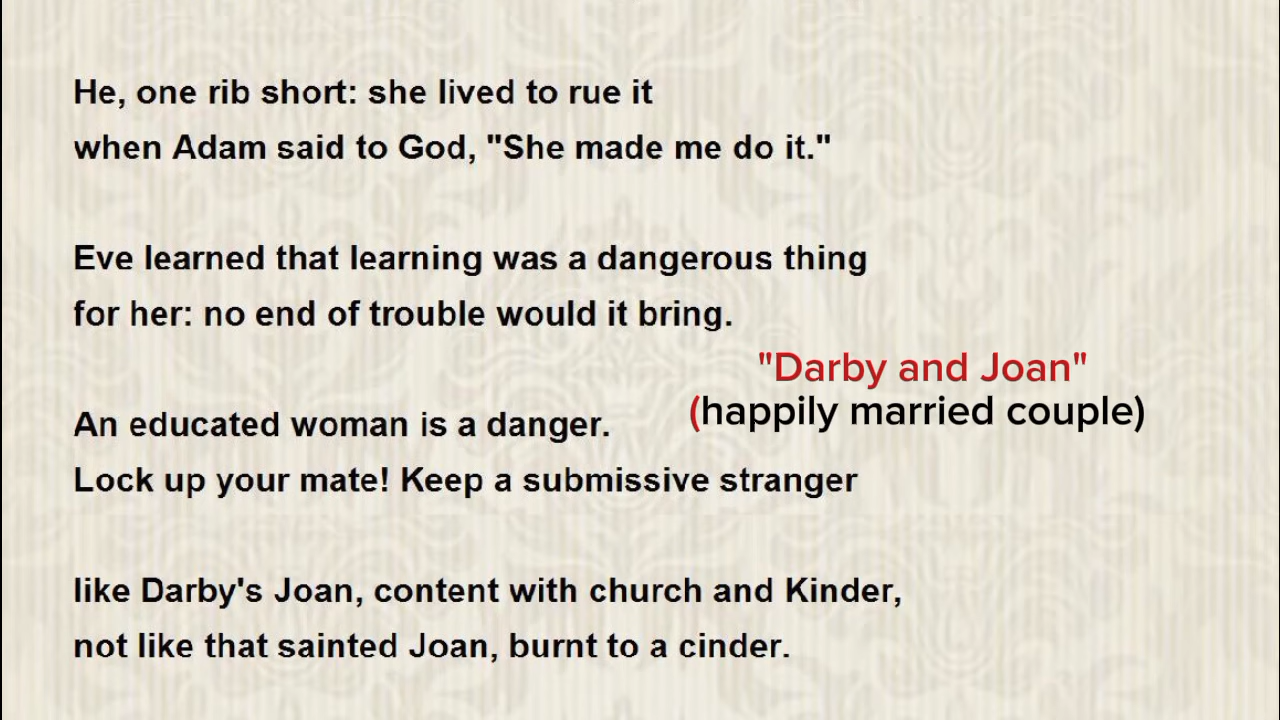 He, one rib short: she lived to rue it
when Adam said to God, "She made me do it."
Eve learned that learning was a dangerous thing
for her: no end of trouble would it bring.
"Darby and Joan"
(happily married couple)
An educated woman is a danger.
Lock up your mate! Keep a submissive stranger
like Darby's Joan, content with church and Kinder,
not like that sainted Joan, burnt to a cinder.